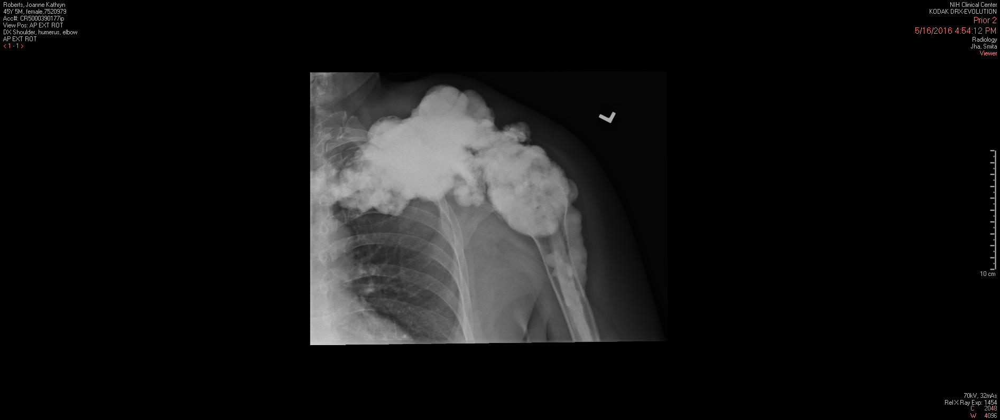 Roberts, Joanne Kathryn
45Y 5M, female,7520979
Acc#: CR5000390177ip
View Pos: AP EXT ROT
DX Shoulder, humerus, elbow
AP EXT ROT
< 1 - 1 >
NIH Clinical Center
KODAK DRX-EVOLUTION
Prior 2
5/16/2016 4:54:12 PM
Radiology
Jha, Smita
Viewer
L
10 cm
70kV, 32mAs
Rel X Ray Exp: 1454
C 2048
W 4096